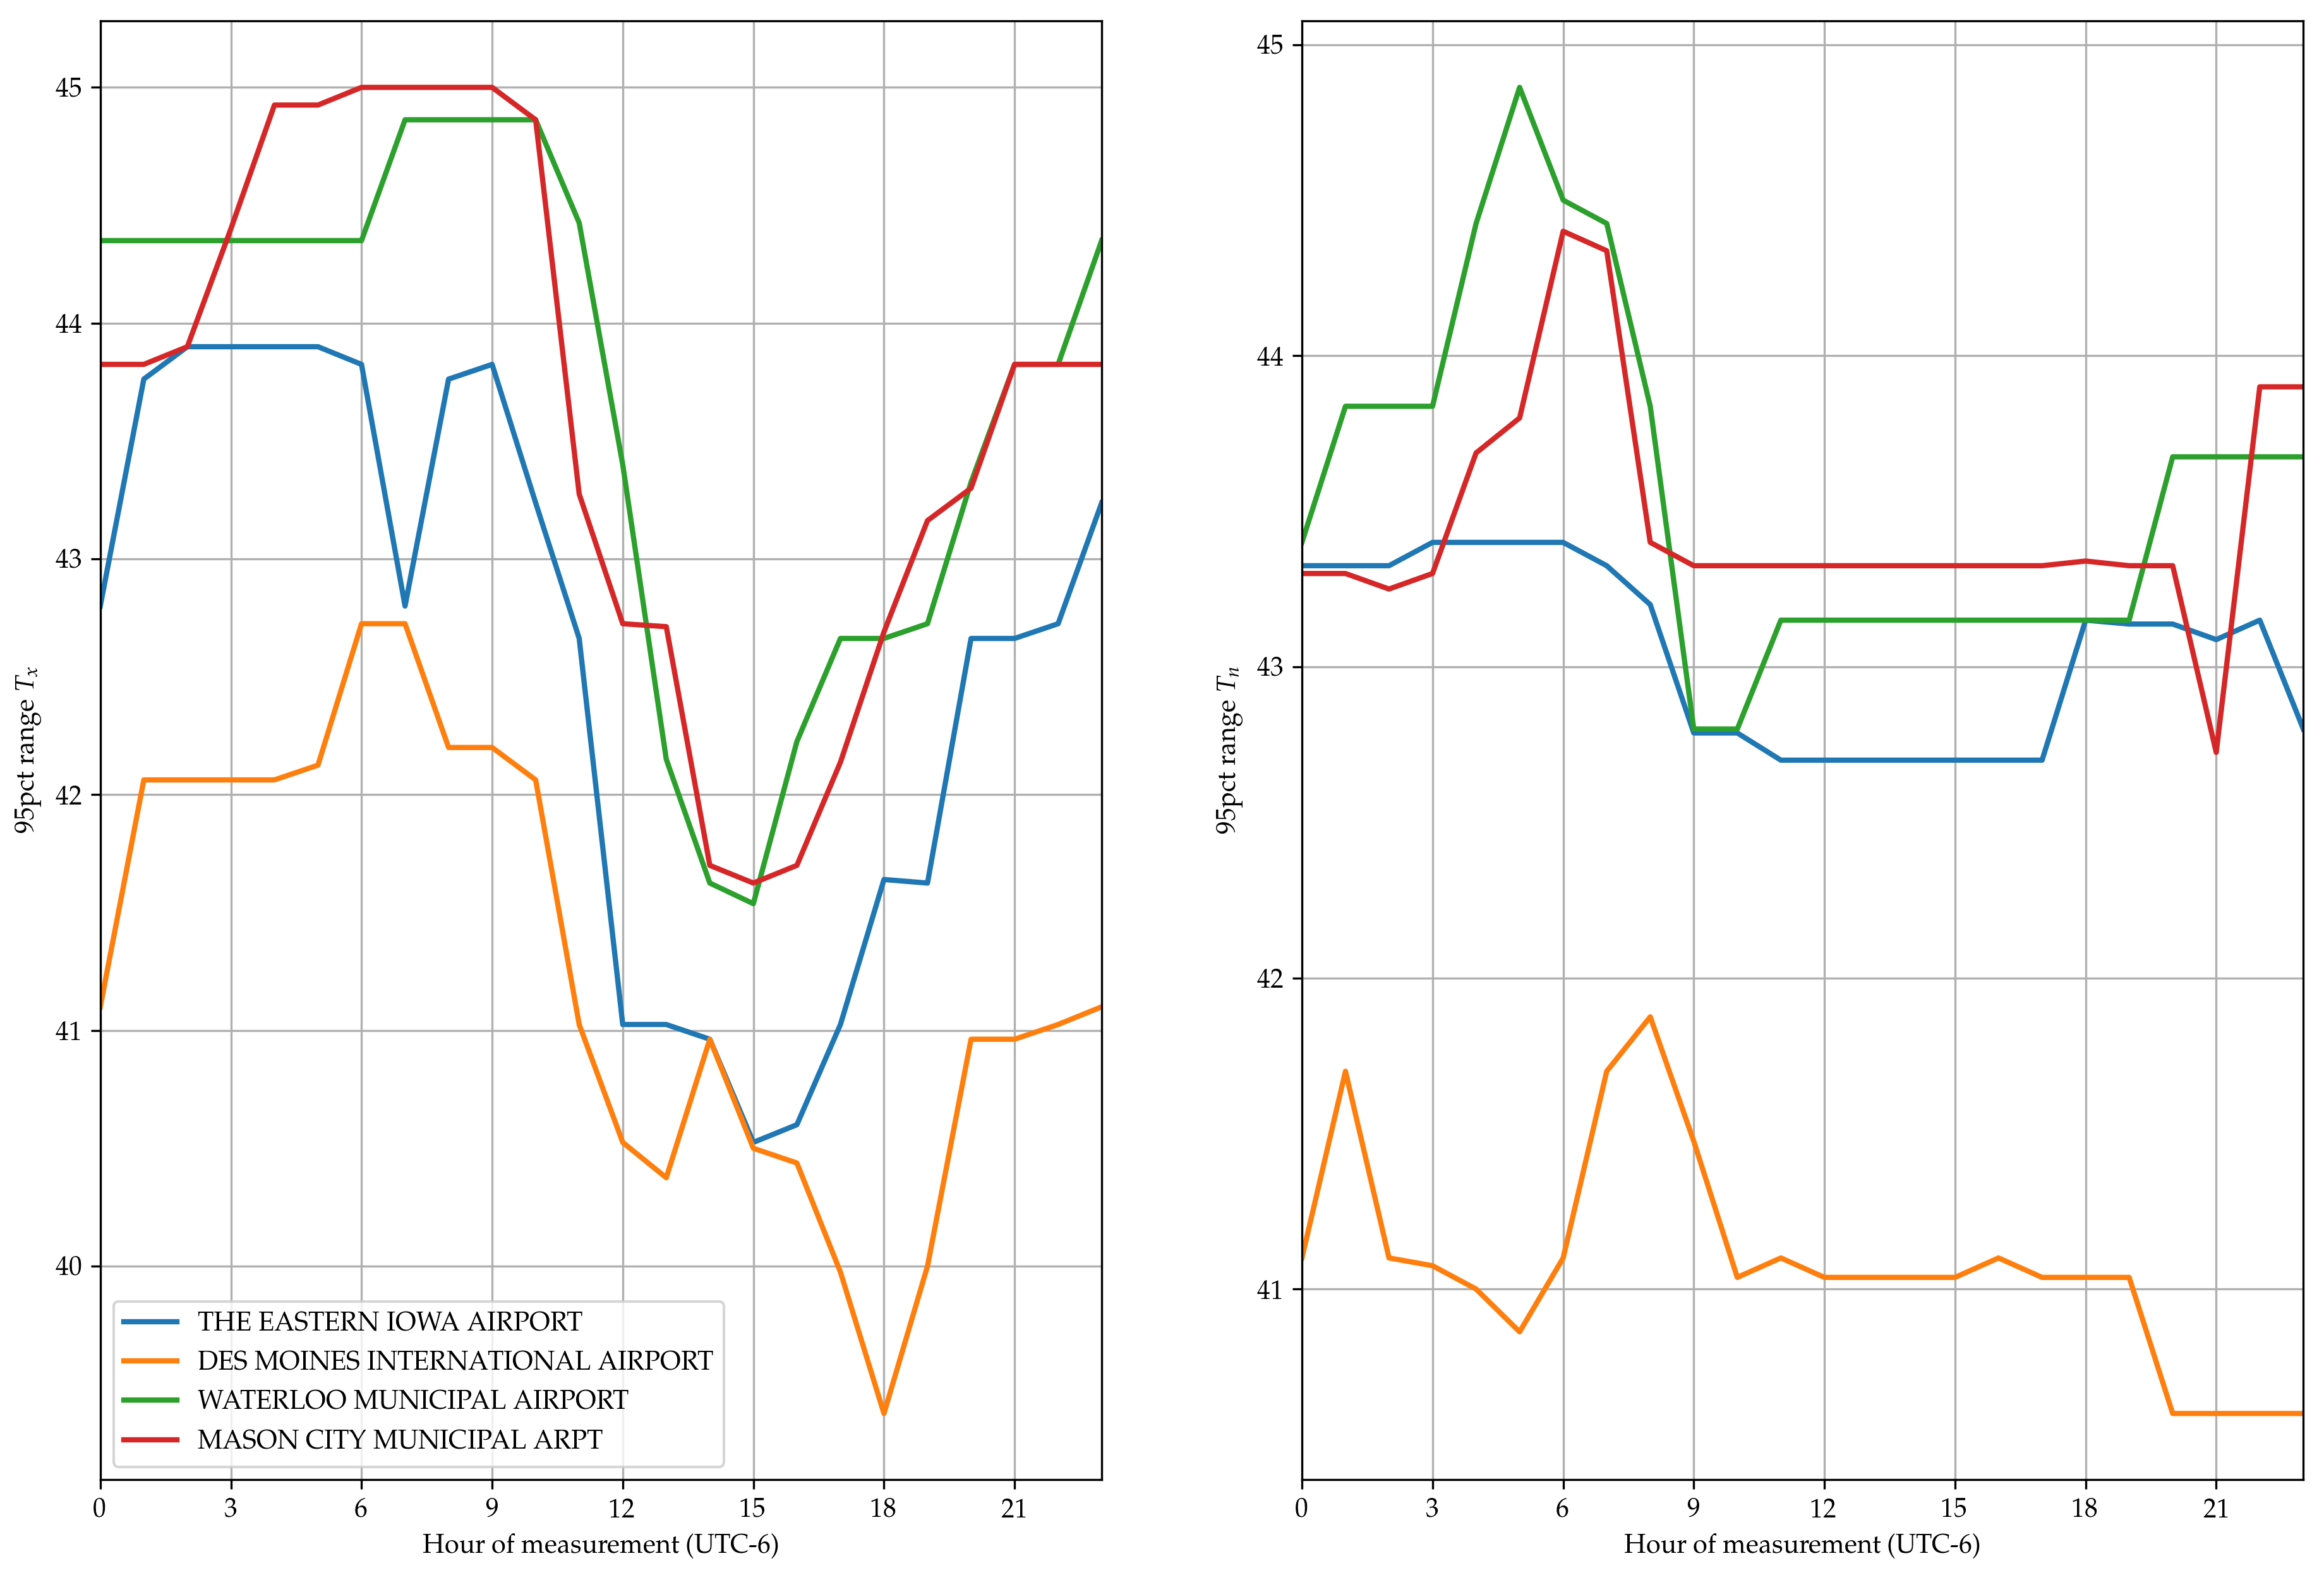 45
44
43
42
41
40
95pct range Tx
THE EASTERN IOWA AIRPORT
DES MOINES INTERNATIONAL AIRPORT
WATERLOO MUNICIPAL AIRPORT
MASON CITY MUNICIPAL ARPT
0 3 6 9 12 15 18 21
Hour of measurement (UTC-6)
45
44
43
42
41
95pct range Tn
0 3 6 9 12 15 18 21
Hour of measurement (UTC-6)